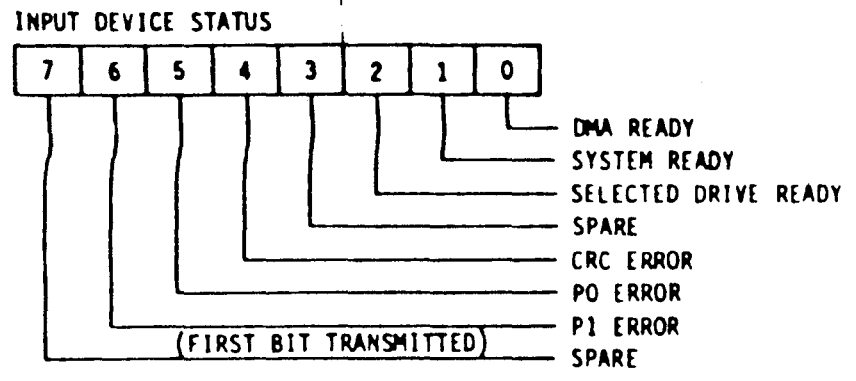 INPUT DEVICE STATUS
7 6 5 4 3 2 1 0
DMA READY
SYSTEM READY
SELECTED DRIVE READY
SPARE
CRC ERROR
P0 ERROR
P1 ERROR
(FIRST BIT TRANSMITTED)
SPARE